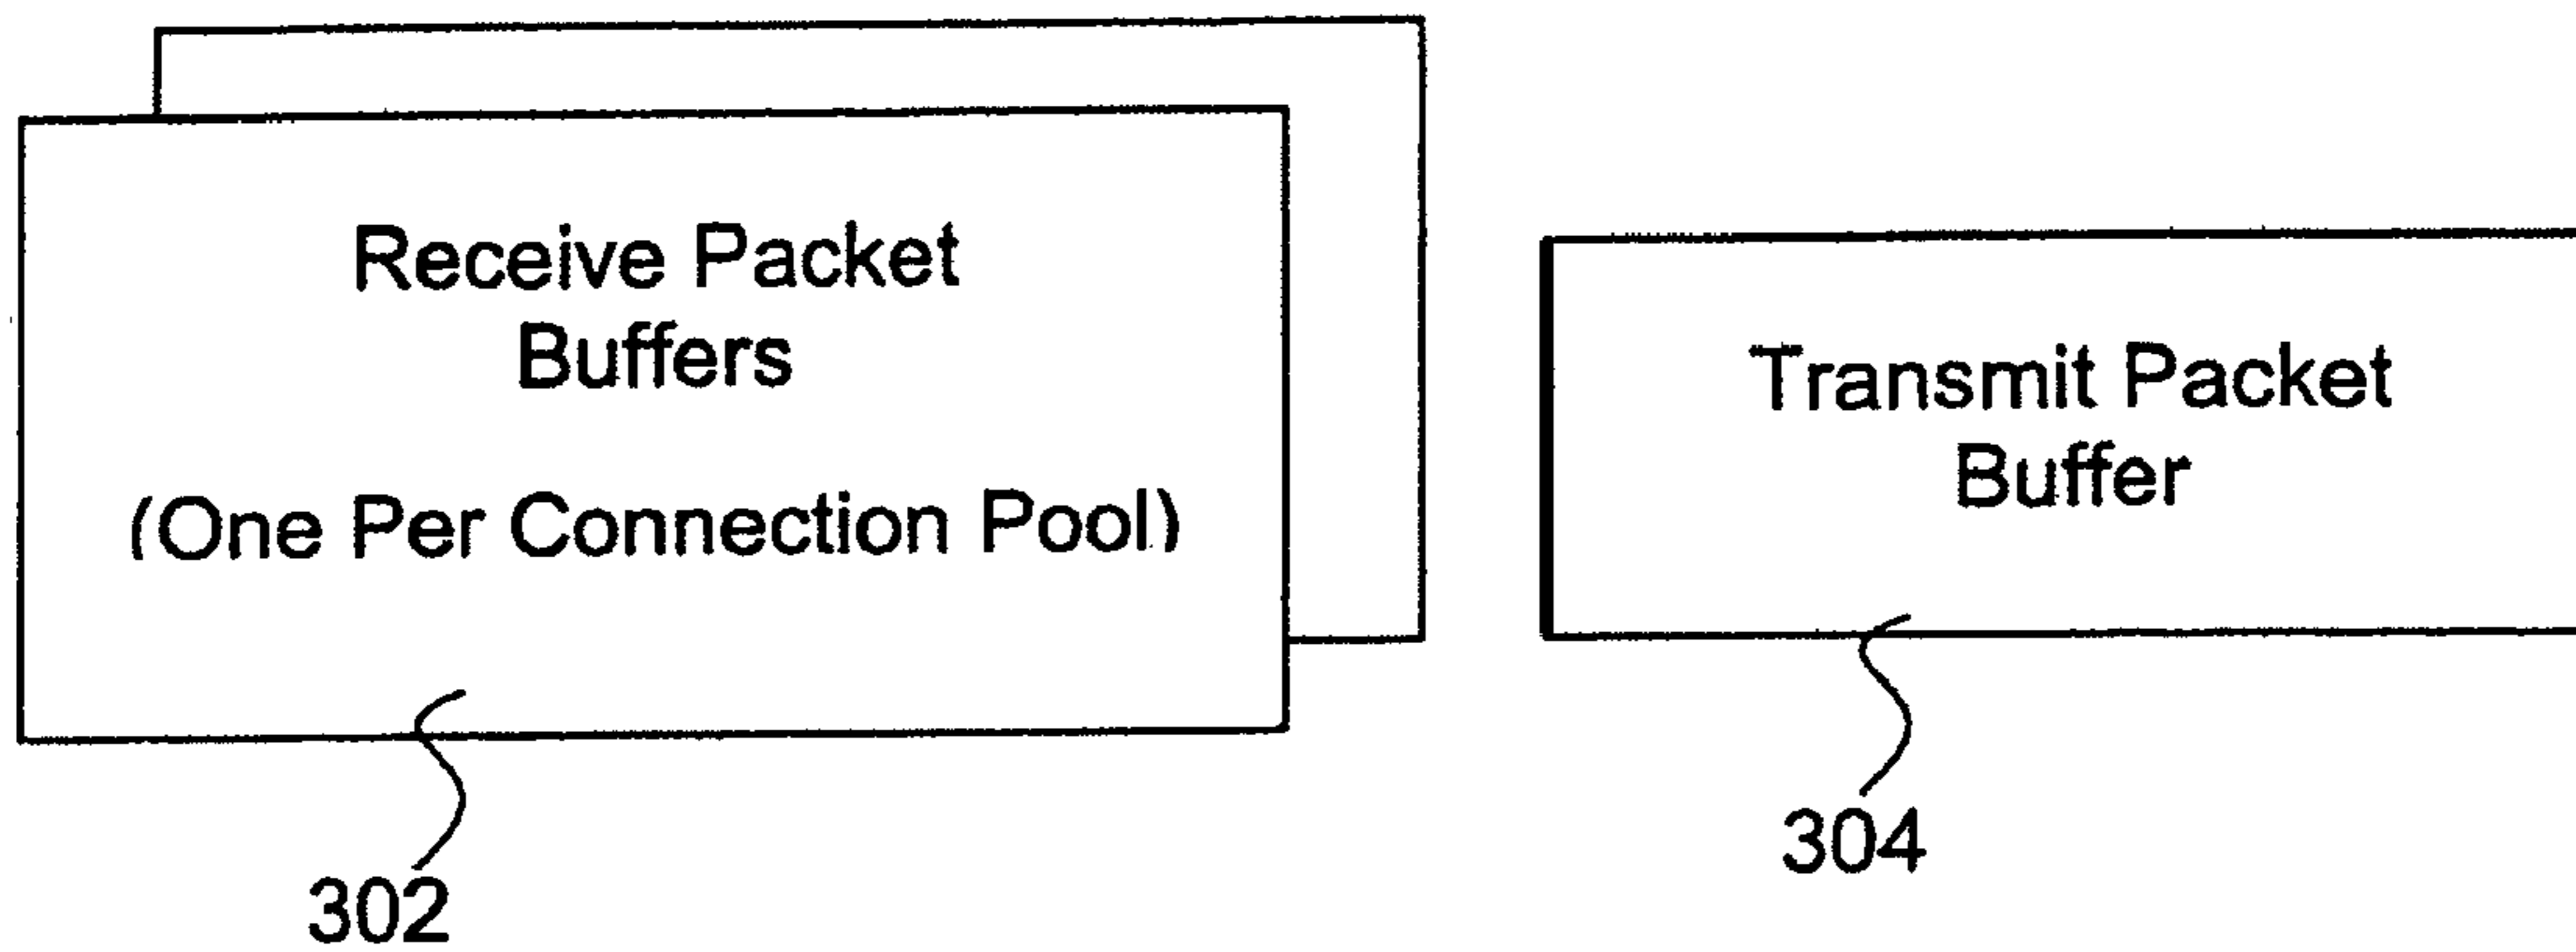 Receive Packet
Buffers
(One Per Connection Pool)
302
Transmit Packet
Buffer
304